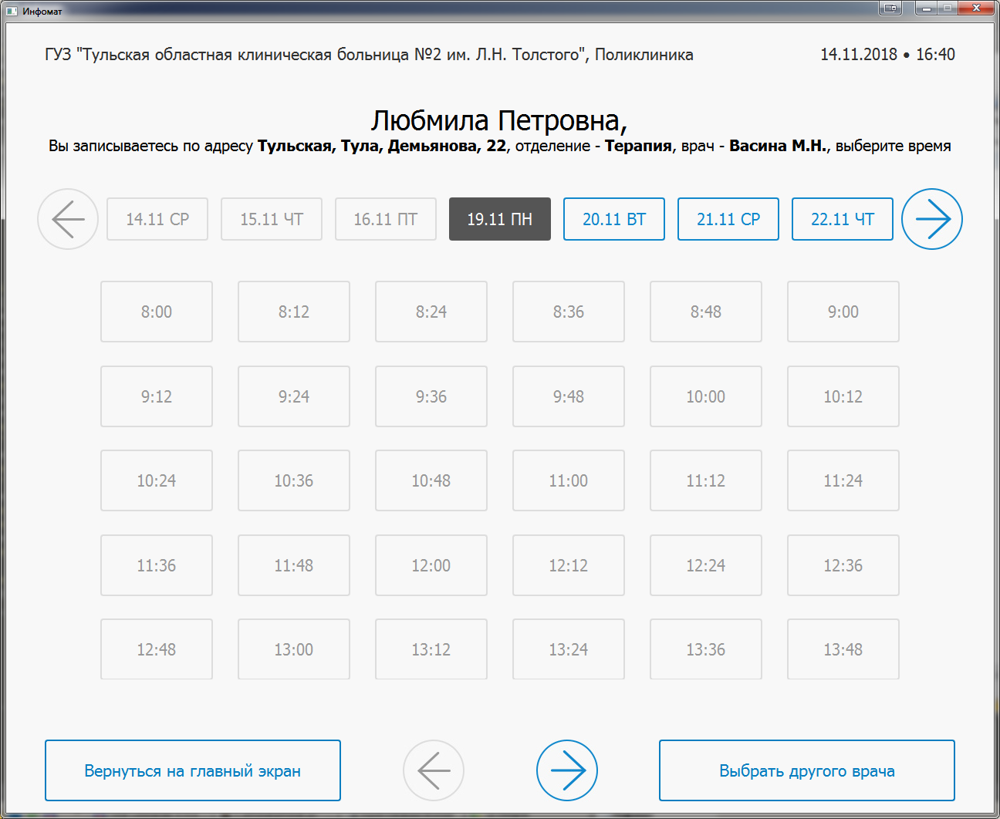 Инфомат
ГУЗ "Тульская областная клиническая больница №2 им. Л.Н. Толстого", Поликлиника
14.11.2018 • 16:40
Любмила Петровна,
Вы записываетесь по адресу Тульская, Тула, Демьянова, 22, отделение - Терапия, врач - Васина М.Н., выберите время
14.11 СР 15.11 ЧТ 16.11 ПТ 19.11 ПН 20.11 ВТ 21.11 СР 22.11 ЧТ
8:00 8:12 8:24 8:36 8:48 9:00
9:12 9:24 9:36 9:48 10:00 10:12
10:24 10:36 10:48 11:00 11:12 11:24
11:36 11:48 12:00 12:12 12:24 12:36
12:48 13:00 13:12 13:24 13:36 13:48
Вернуться на главный экран
Выбрать другого врача